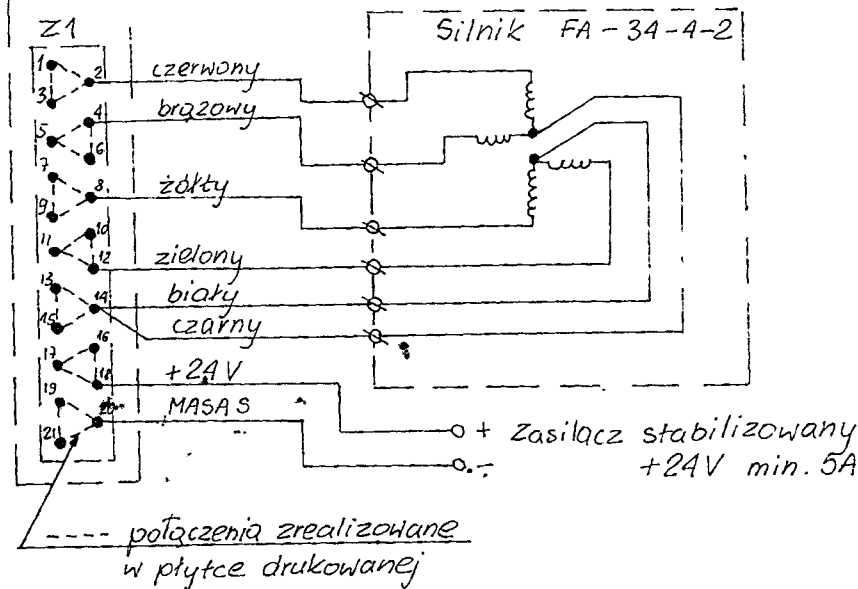 Z1
Silnik FA-34-4-2
1
2
czerwony
3
4
brązowy
5
6
7
8
żółty
9
10
11
12
zielony
13
14
biały
15
czarny
16
17
18
+24V
19
20
MASA S
21
+ Zasilacz stabilizowany
-
+24V min. 5A
---- połączenia zrealizowane
w płytce drukowanej